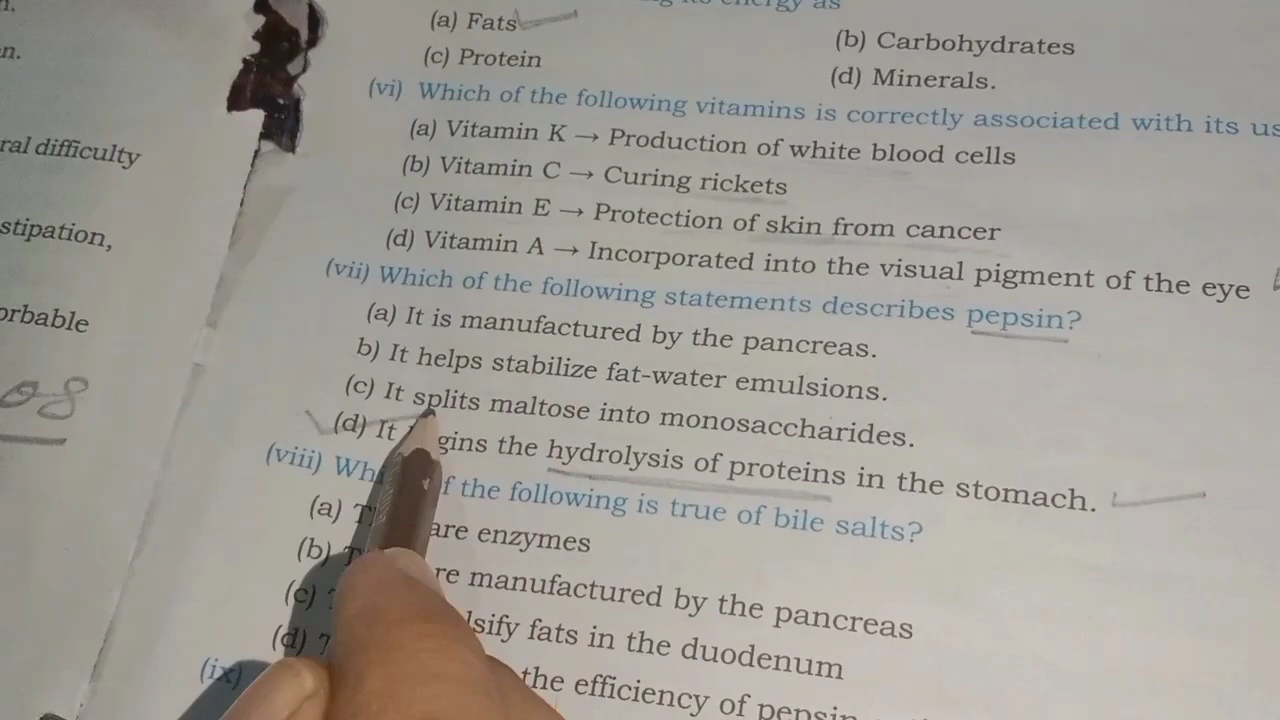 n.
ral difficulty
stipation,
orbable
08
energy as
(a) Fats
(b) Carbohydrates
(c) Protein
(d) Minerals.
(vi) Which of the following vitamins is correctly associated with its us
(a) Vitamin K → Production of white blood cells
(b) Vitamin C → Curing rickets
(c) Vitamin E → Protection of skin from cancer
(d) Vitamin A → Incorporated into the visual pigment of the eye
(vii) Which of the following statements describes pepsin?
(a) It is manufactured by the pancreas.
b) It helps stabilize fat-water emulsions.
(c) It splits maltose into monosaccharides.
(d) It gins the hydrolysis of proteins in the stomach.
(viii) Whi f the following is true of bile salts?
(a) T are enzymes
(b) T re manufactured by the pancreas
(c) lsify fats in the duodenum
(d) T
(ix) the efficiency of pepsin